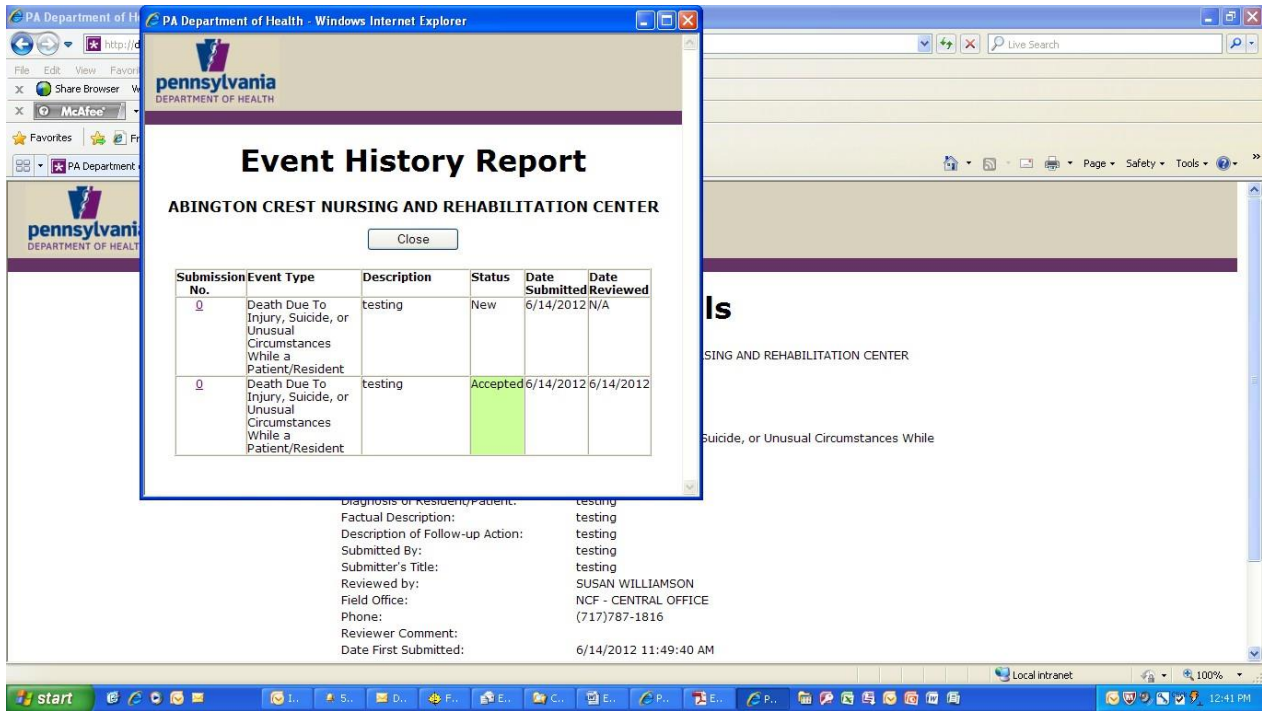 PA Department of H
PA Department of Health - Windows Internet Explorer
http://d
Live Search
File Edit View Favori
x Share Browser
x McAfee
Favorites
PA Department
Page Safety Tools
pennsylvania
DEPARTMENT OF HEALTH
Event History Report
ABINGTON CREST NURSING AND REHABILITATION CENTER
Close
Submission No. Event Type Description Status Date Submitted Date Reviewed
0 Death Due To Injury, Suicide, or Unusual Circumstances While a Patient/Resident testing New 6/14/2012 N/A
0 Death Due To Injury, Suicide, or Unusual Circumstances While a Patient/Resident testing Accepted 6/14/2012 6/14/2012
pennsylvani
DEPARTMENT OF HEALT
ls
SING AND REHABILITATION CENTER
Suicide, or Unusual Circumstances While
Diagnosis of Resident/Patient: testing
Factual Description: testing
Description of Follow-up Action: testing
Submitted By: testing
Submitter's Title: testing
Reviewed by: SUSAN WILLIAMSON
Field Office: NCF - CENTRAL OFFICE
Phone: (717)787-1816
Reviewer Comment:
Date First Submitted: 6/14/2012 11:49:40 AM
Local intranet 100%
start I.. S.. D.. F.. E.. C.. E.. P.. E.. P.. 12:41 PM